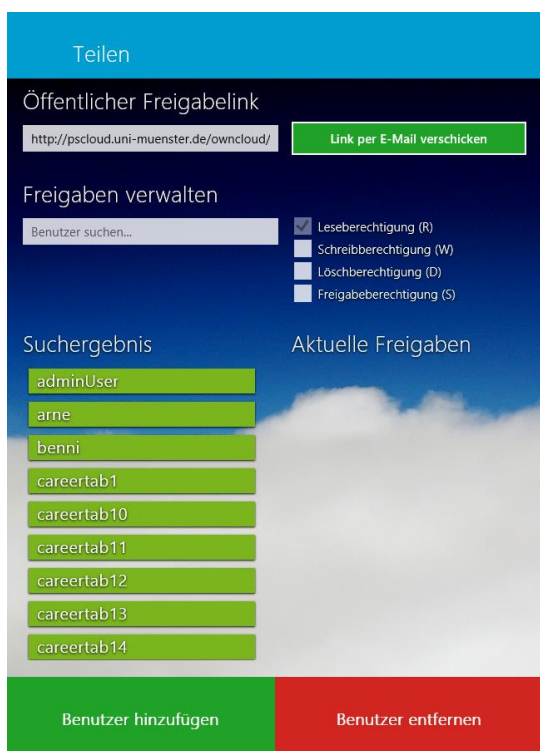 Teilen
Öffentlicher Freigabelink
http://pscloud.uni-muenster.de/owncloud/
Link per E-Mail verschicken
Freigaben verwalten
Benutzer suchen...
Leseberechtigung (R)
Schreibberechtigung (W)
Löschberechtigung (D)
Freigabeberechtigung (S)
Suchergebnis
Aktuelle Freigaben
adminUser
arne
benni
careertab1
careertab10
careertab11
careertab12
careertab13
careertab14
Benutzer hinzufügen
Benutzer entfernen